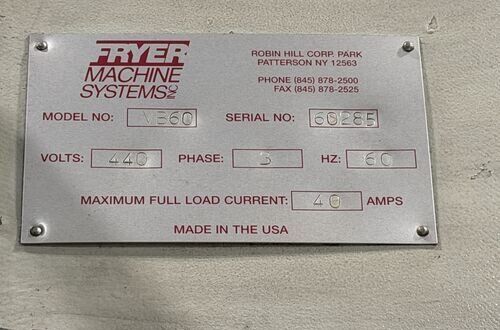 FRYER
MACHINE
SYSTEMS INC
ROBIN HILL CORP. PARK
PATTERSON NY 12563
PHONE (845) 878-2500
FAX (845) 878-2525
MODEL NO: VB60 SERIAL NO: 60285
VOLTS: 440 PHASE: 3 HZ: 60
MAXIMUM FULL LOAD CURRENT: 40 AMPS
MADE IN THE USA